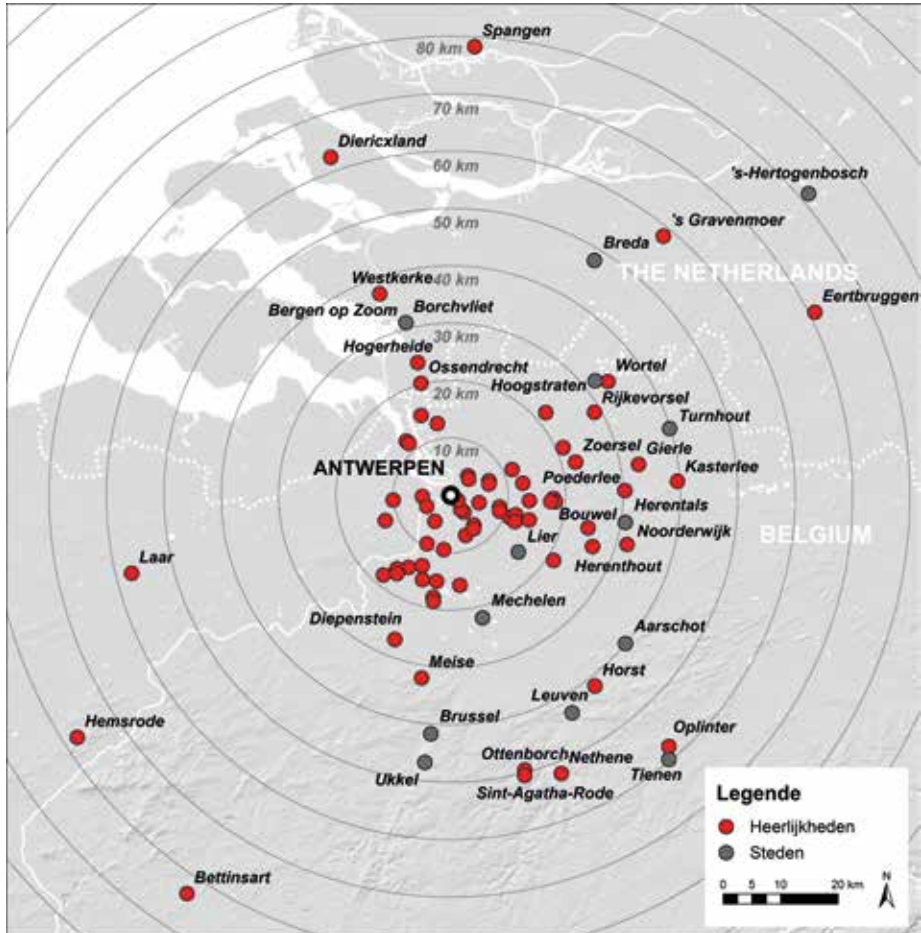 Spangen
80 km
70 km
Diericxland
60 km
's-Hertogenbosch
's Gravenmoer
50 km
Breda
THE NETHERLANDS
40 km
Westkerke
Eertbruggen
Bergen op Zoom
Borchvliet
30 km
Hogerheide
Ossendrecht
Wortel
Hoogstraten
20 km
Rijkevorsel
Turnhout
Zoersel
Gierle
10 km
ANTWERPEN
Poederlee
Kasterlee
Herentals
Bouwel
Noorderwijk
BELGIUM
Lier
Laar
Herenthout
Mechelen
Diepenstein
Aarschot
Meise
Horst
Leuven
Hemsrode
Brussel
Oplinter
Ottenborch
Nethene
Ukkel
Tienen
Sint-Agatha-Rode
Legende
Heerlijkheden
Steden
N
0 5 10 20 km
Bettinsart